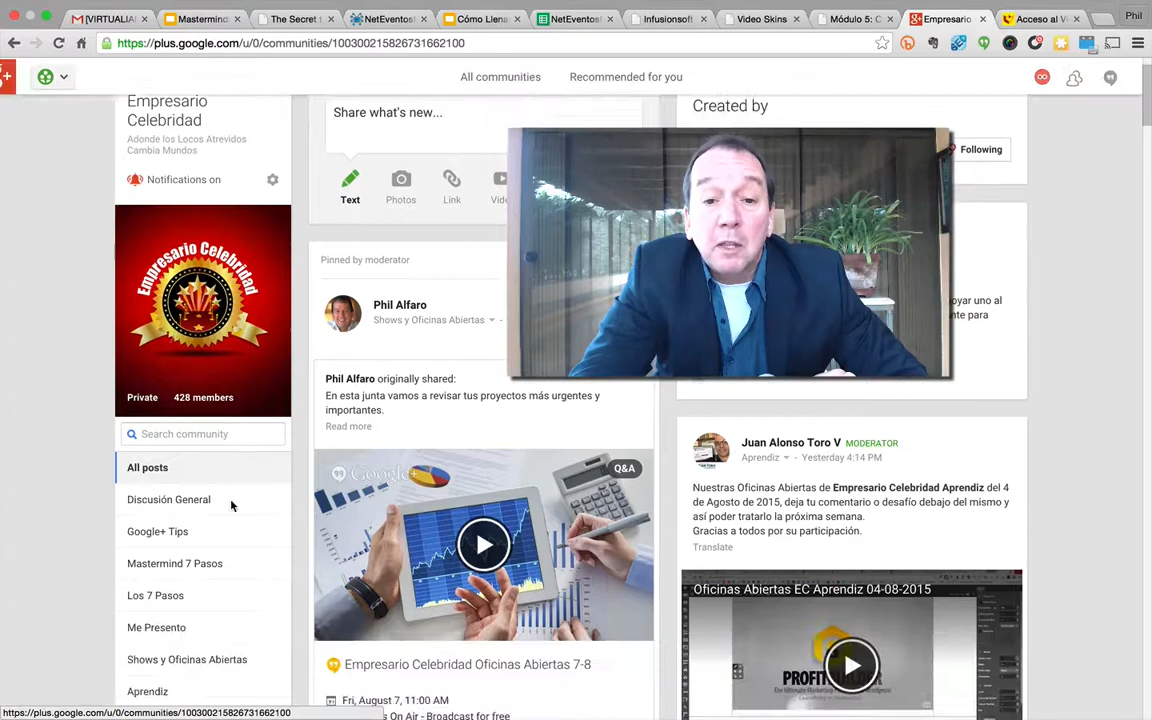 [VIRTUALIA
Mastermind
The Secret
NetEventos
Cómo Llena
NetEventos
Infusionsoft
Video Skins
Módulo 5: C
Empresario
Acceso al V
Phil
https://plus.google.com/u/0/communities/100300215826731662100
All communities
Recommended for you
Empresario
Celebridad
Adonde los Locos Atrevidos
Cambia Mundos
Notifications on
Empresario Celebridad
Private
428 members
Search community
All posts
Discusión General
Google+ Tips
Mastermind 7 Pasos
Los 7 Pasos
Me Presento
Shows y Oficinas Abiertas
Aprendiz
Share what's new...
Text
Photos
Link
Vide
Pinned by moderator
Phil Alfaro
Shows y Oficinas Abiertas -
Phil Alfaro originally shared:
En esta junta vamos a revisar tus proyectos más urgentes y
importantes.
Read more
Google+
Q&A
Empresario Celebridad Oficinas Abiertas 7-8
Fri, August 7, 11:00 AM
s On Air - Broadcast for free
Created by
Following
oyar uno al
ante para
Juan Alonso Toro V MODERATOR
Aprendiz - Yesterday 4:14 PM
Nuestras Oficinas Abiertas de Empresario Celebridad Aprendiz del 4
de Agosto de 2015, deja tu comentario o desafío debajo del mismo y
así poder tratarlo la próxima semana.
Gracias a todos por su participación.
Translate
Oficinas Abiertas EC Aprendiz 04-08-2015
PROFITBUILDER
https://plus.google.com/u/0/communities/100300215826731662100